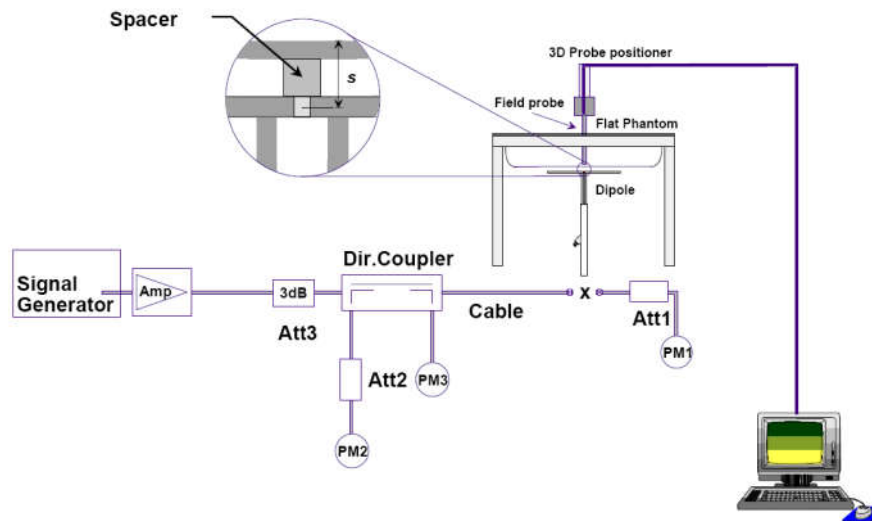 Spacer
s
3D Probe positioner
Field probe
Flat Phantom
Dipole
Dir.Coupler
Signal
Generator
Amp
3dB
Att3
Cable
x
Att1
PM1
Att2
PM3
PM2